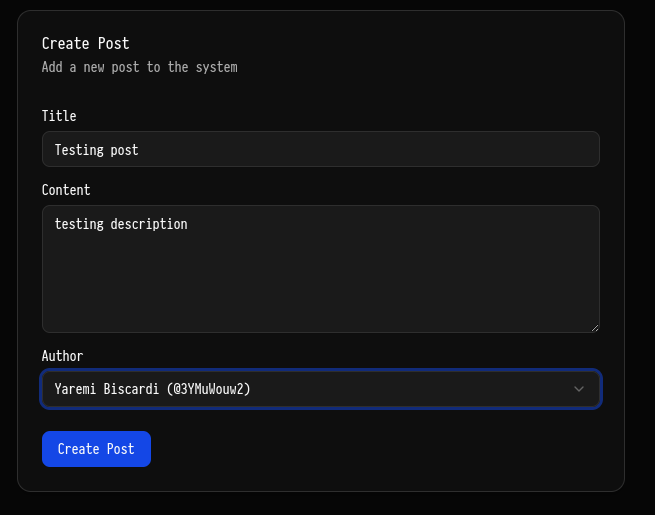 Create Post
Add a new post to the system
Title
Testing post
Content
testing description
Author
Yaremi Biscardi (@3YMuWouw2)
Create Post